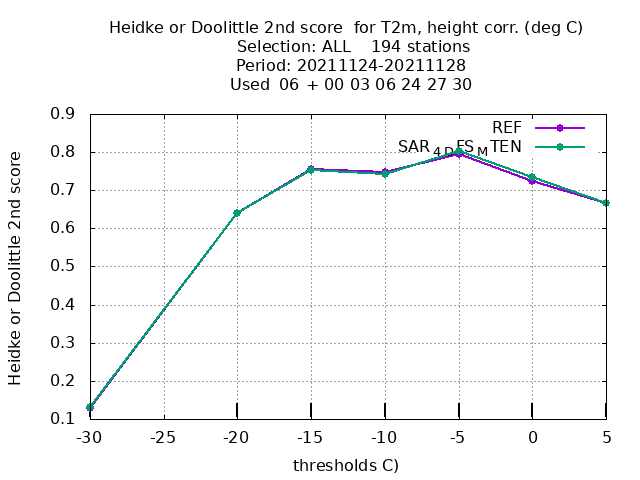 Heidke or Doolittle 2nd score  for T2m, height corr. (deg C)
Selection: ALL    194 stations
Period: 20211124-20211128
Used  06 + 00 03 06 24 27 30
REF
SAR 4DFS MTEN
0.9
0.8
0.7
0.6
0.5
0.4
0.3
0.2
0.1
Heidke or Doolittle 2nd score
-30 -25 -20 -15 -10 -5 0 5
thresholds C)